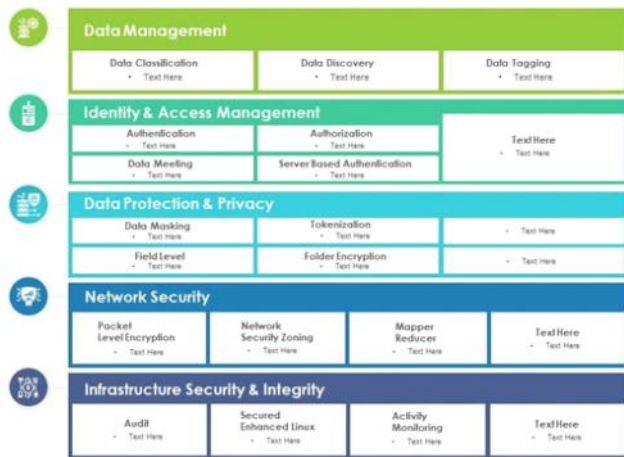 Data Management
Data Classification
• Text Here
Data Discovery
• Text Here
Data Tagging
• Text Here
Identity & Access Management
Authentication
• Text Here
Authorization
• Text Here
Text Here
• Text Here
Data Meeting
• Text Here
Server Based Authentication
• Text Here
Data Protection & Privacy
Data Masking
• Text Here
Tokenization
• Text Here
• Text Here
Field Level
• Text Here
Folder Encryption
• Text Here
• Text Here
Network Security
Packet
Level Encryption
• Text Here
Network
Security Zoning
• Text Here
Mapper
Reducer
• Text Here
Text Here
• Text Here
Infrastructure Security & Integrity
Audit
• Text Here
Secured
Enhanced Linux
• Text Here
Activity
Monitoring
• Text Here
Text Here
• Text Here